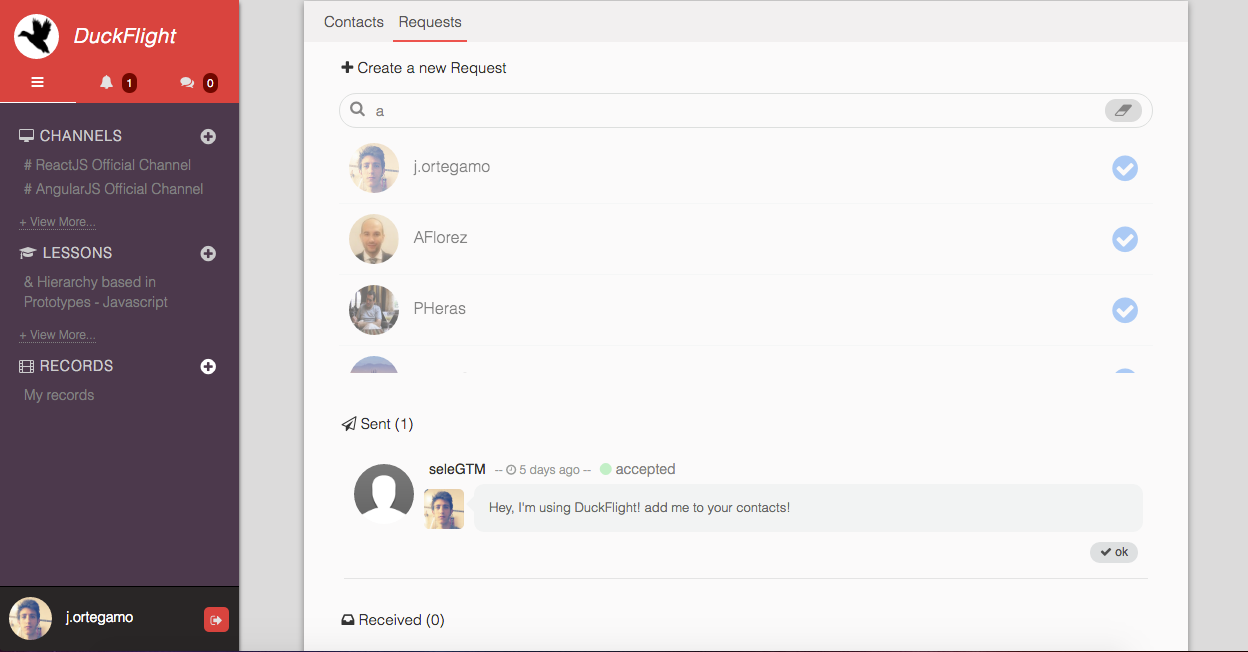 DuckFlight
1
0
CHANNELS
# ReactJS Official Channel
# AngularJS Official Channel
+ View More...
LESSONS
& Hierarchy based in
Prototypes - Javascript
+ View More...
RECORDS
My records
j.ortegamo
Contacts
Requests
Create a new Request
a
j.ortegamo
AFlorez
PHeras
Sent (1)
seleGTM -- 5 days ago -- accepted
Hey, I'm using DuckFlight! add me to your contacts!
ok
Received (0)